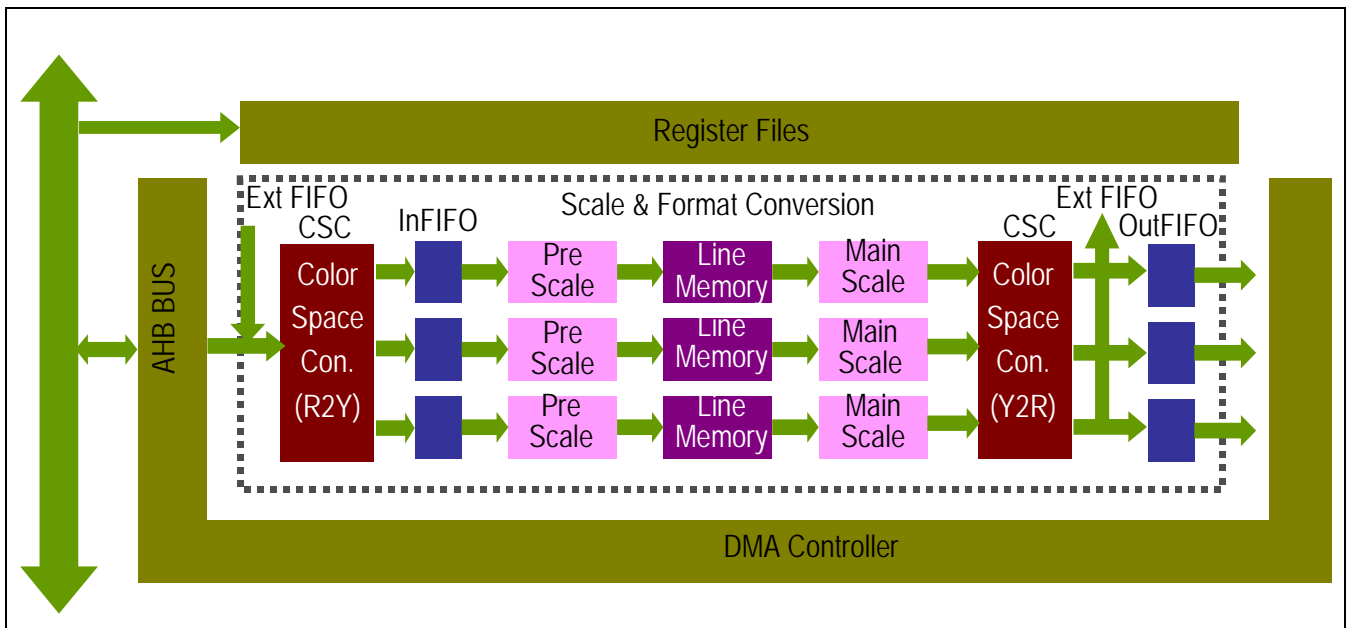 Register Files
Ext FIFO
CSC
InFIFO
Scale & Format Conversion
Ext FIFO
CSC
OutFIFO
AHB BUS
Color
Space
Con.
(R2Y)
Pre
Scale
Line
Memory
Main
Scale
Pre
Scale
Line
Memory
Main
Scale
Pre
Scale
Line
Memory
Main
Scale
Color
Space
Con.
(Y2R)
DMA Controller